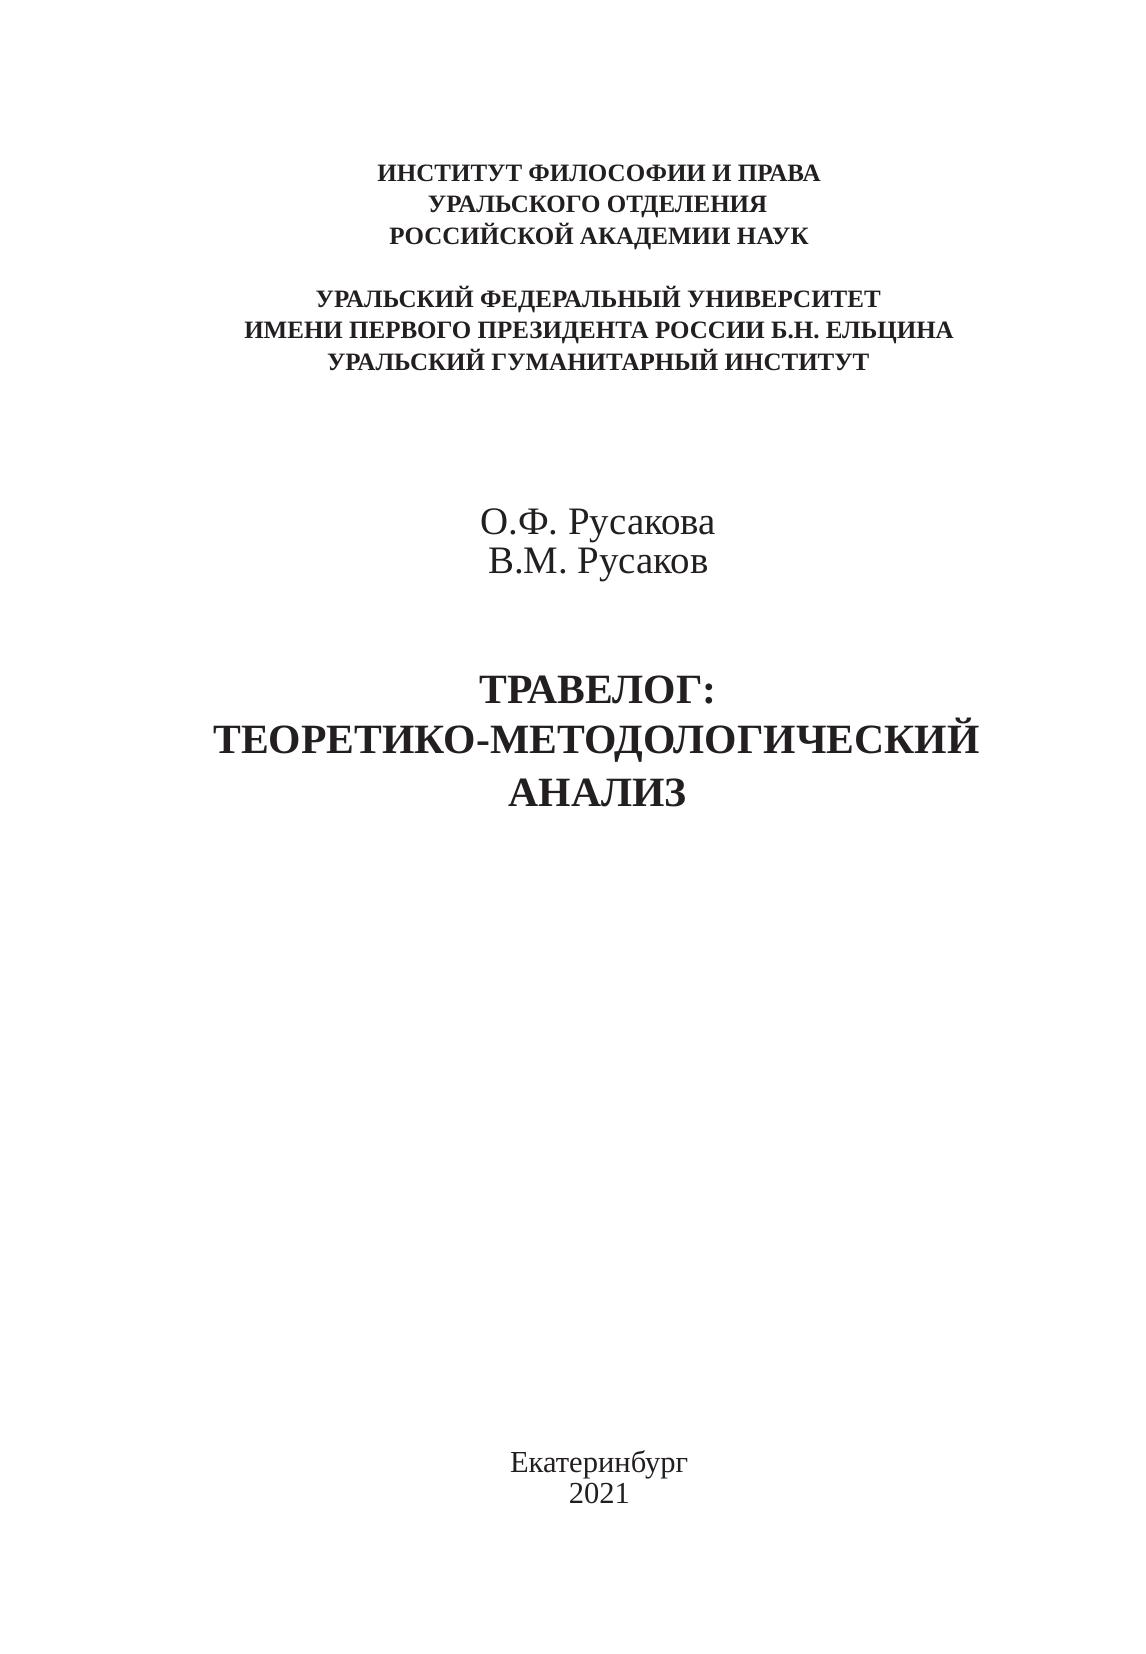 ИНСТИТУТ ФИЛОСОФИИ И ПРАВА
УРАЛЬСКОГО ОТДЕЛЕНИЯ
РОССИЙСКОЙ АКАДЕМИИ НАУК
УРАЛЬСКИЙ ФЕДЕРАЛЬНЫЙ УНИВЕРСИТЕТ
ИМЕНИ ПЕРВОГО ПРЕЗИДЕНТА РОССИИ Б.Н. ЕЛЬЦИНА
УРАЛЬСКИЙ ГУМАНИТАРНЫЙ ИНСТИТУТ
О.Ф. Русакова
В.М. Русаков
ТРАВЕЛОГ:
ТЕОРЕТИКО-МЕТОДОЛОГИЧЕСКИЙ
АНАЛИЗ
Екатеринбург
2021